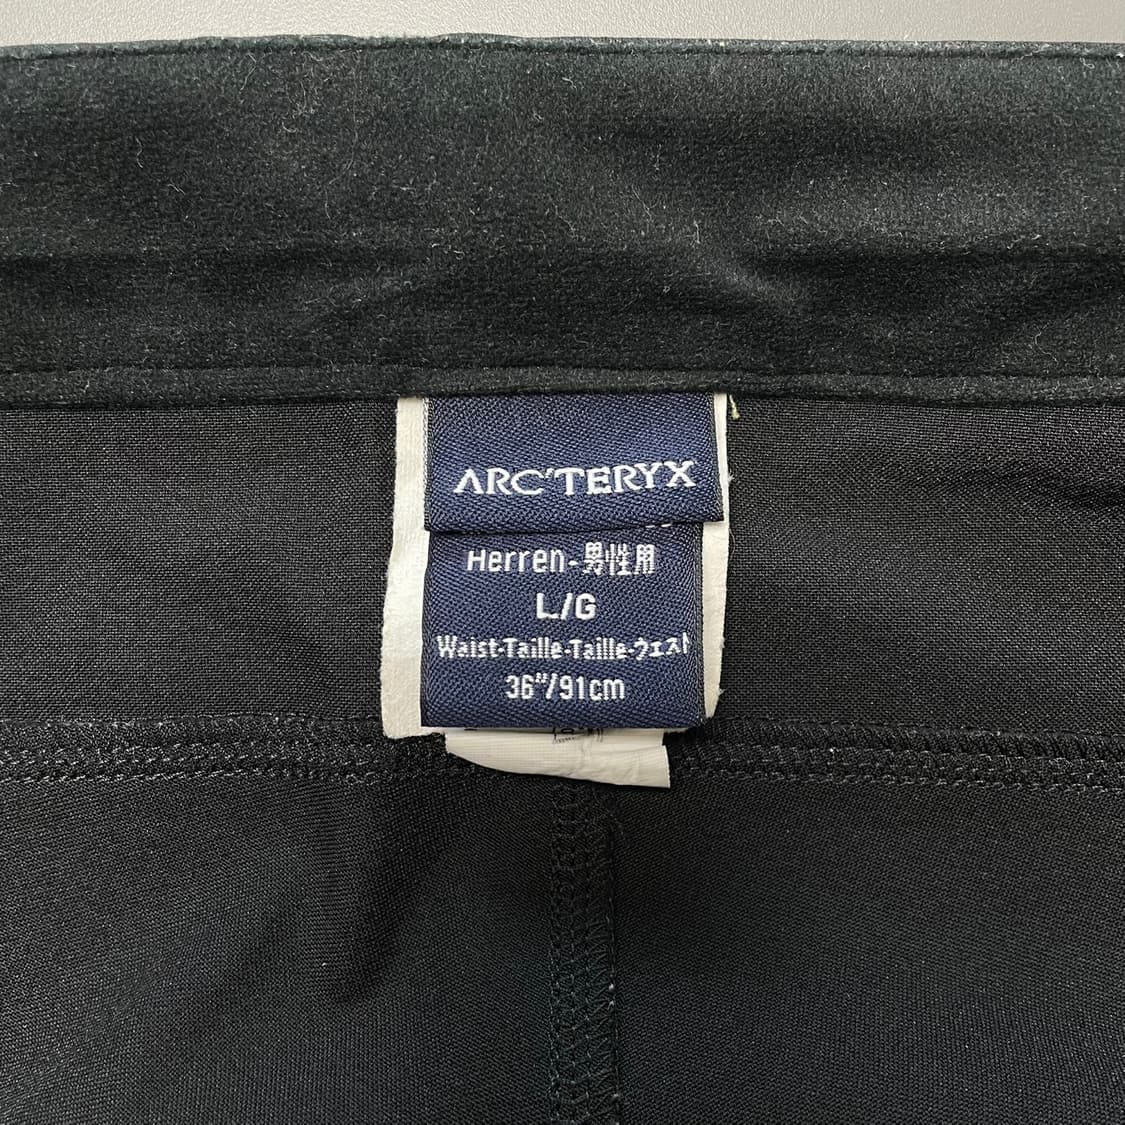 ARC'TERYX
Herren-男性用
L/G
Waist-Taille-Taille-ウエスト
36"/91cm